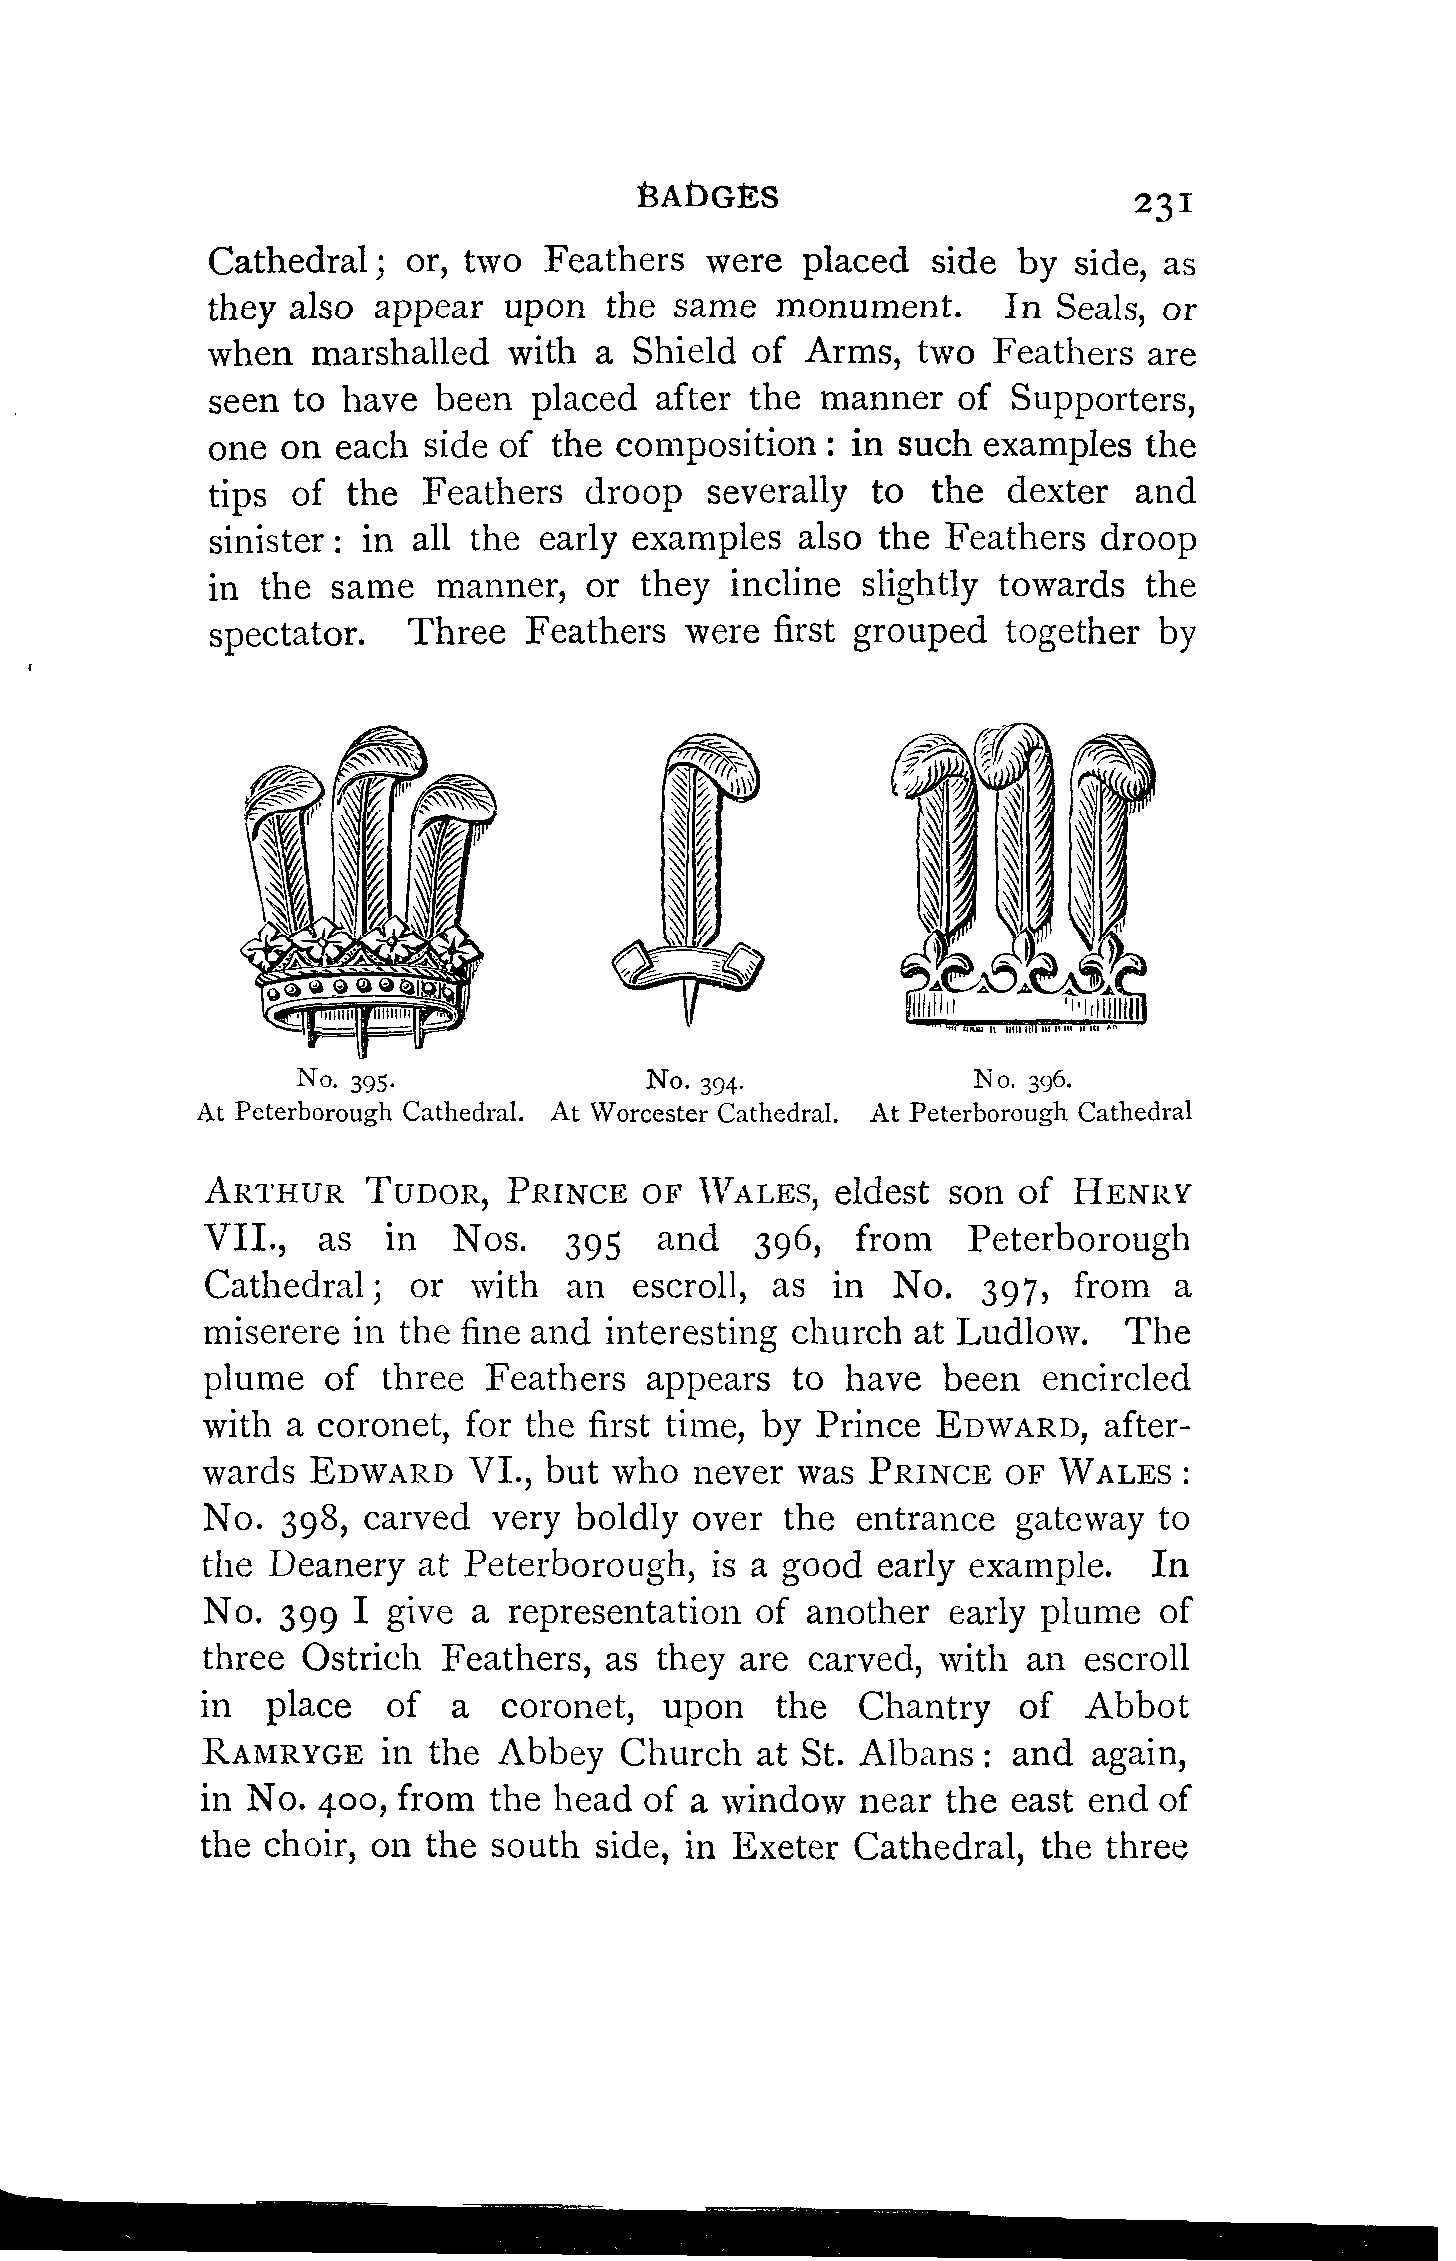 BADGES 231
Cathedral; or, two Feathers were placed side by side, as
they also appear upon the same monument. In Seals, or
when marshalled with a Shield of Arms, two Feathers are
seen to have been placed after the manner of Supporters,
one on each side of the composition: in such examples the
tips of the Feathers droop severally to the dexter and
sinister: in all the early examples also the Feathers droop
in the same manner, or they incline slightly towards the
spectator. Three Feathers were first grouped together by
No. 395. No. 394. No. 396.
At Peterborough Cathedral. At Worcester Cathedral. At Peterborough Cathedral
ARTHUR TUDOR, PRINCE OF WALES, eldest son of HENRY
VII., as in Nos. 395 and 396, from Peterborough
Cathedral; or with an escroll, as in No. 397, from a
miserere in the fine and interesting church at Ludlow. The
plume of three Feathers appears to have been encircled
with a coronet, for the first time, by Prince EDWARD, after-
wards EDWARD VI., but who never was PRINCE OF WALES:
No. 398, carved very boldly over the entrance gateway to
the Deanery at Peterborough, is a good early example. In
No. 399 I give a representation of another early plume of
three Ostrich Feathers, as they are carved, with an escroll
in place of a coronet, upon the Chantry of Abbot
RAMRYGE in the Abbey Church at St. Albans: and again,
in No. 400, from the head of a window near the east end of
the choir, on the south side, in Exeter Cathedral, the three